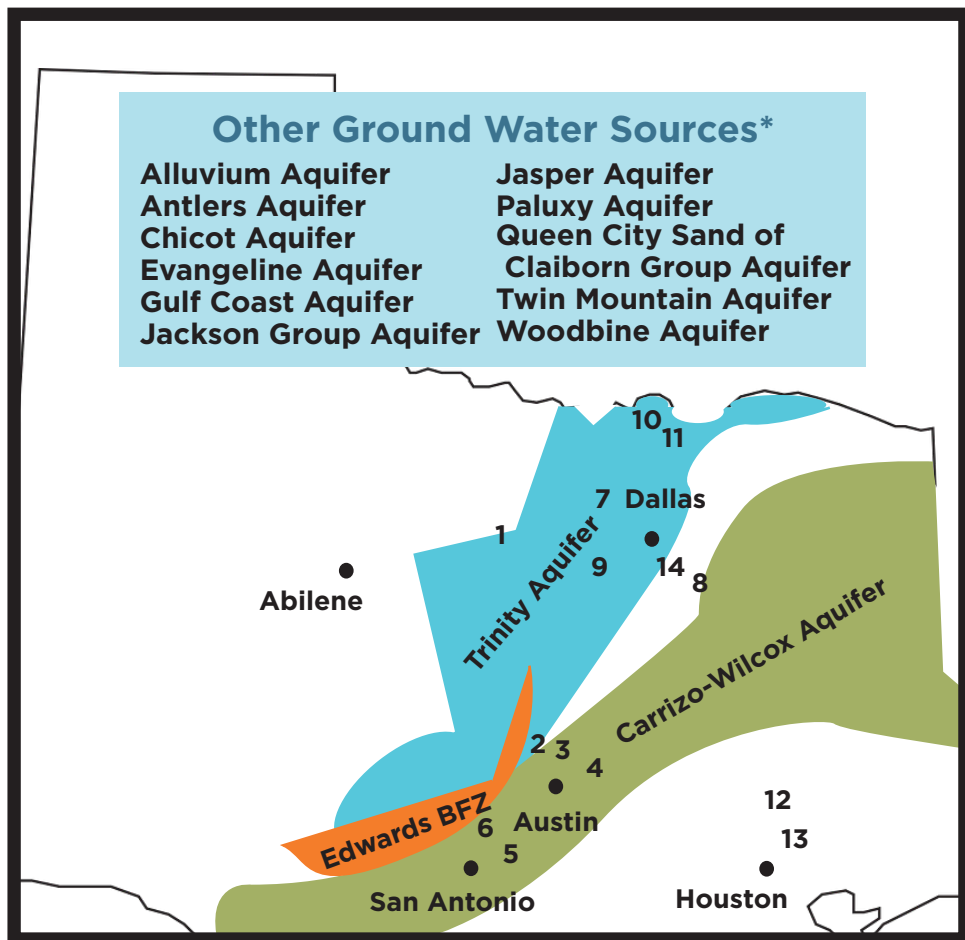 Other Ground Water Sources*
Alluvium Aquifer
Antlers Aquifer
Chicot Aquifer
Evangeline Aquifer
Gulf Coast Aquifer
Jackson Group Aquifer
Jasper Aquifer
Paluxy Aquifer
Queen City Sand of
Claiborn Group Aquifer
Twin Mountain Aquifer
Woodbine Aquifer
10
11
7
Dallas
1
9
14
8
Abilene
Trinity Aquifer
Carrizo-Wilcox Aquifer
2
3
4
Edwards BFZ
6
Austin
5
12
13
San Antonio
Houston